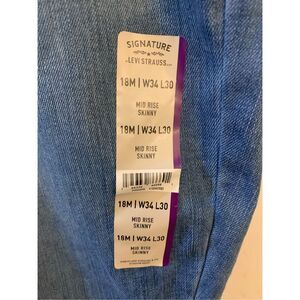 SIGNATURE
BY
LEVI STRAUSS
18M | W34 L30
MID RISE
SKINNY
18M | W34 L30
MID RISE
SKINNY
18M | W34 L30
MID RISE
SKINNY
18M | W34 L30
MID RISE
SKINNY